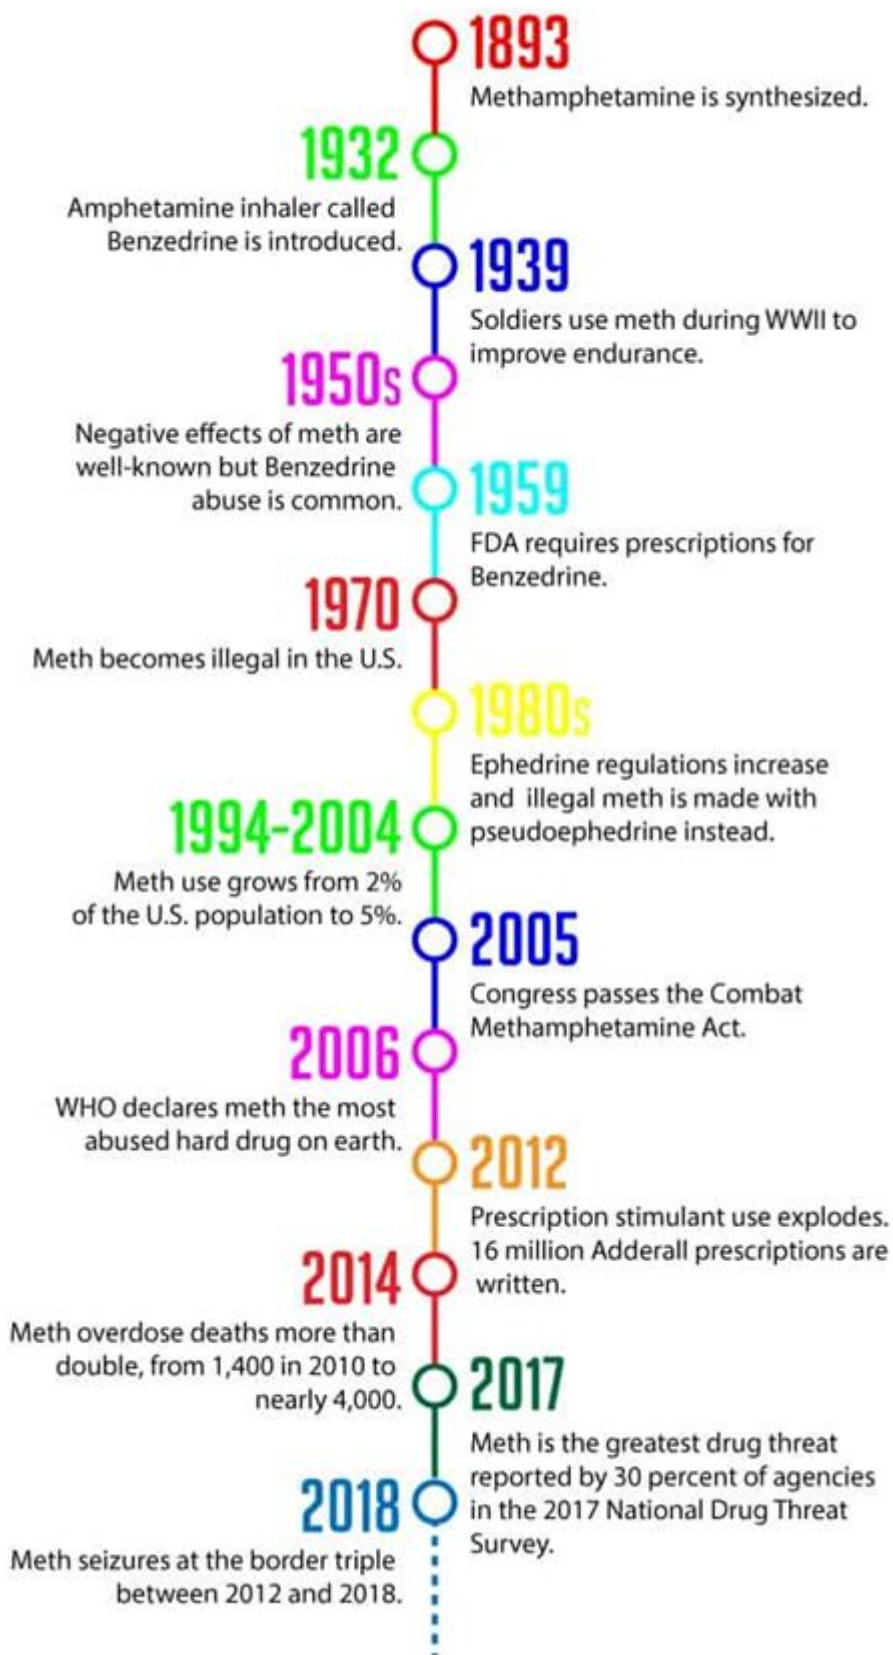 1893
Methamphetamine is synthesized.
1932
Amphetamine inhaler called
Benzedrine is introduced.
1939
Soldiers use meth during WWII to
improve endurance.
1950s
Negative effects of meth are
well-known but Benzedrine
abuse is common.
1959
FDA requires prescriptions for
Benzedrine.
1970
Meth becomes illegal in the U.S.
1980s
Ephedrine regulations increase
and illegal meth is made with
pseudoephedrine instead.
1994-2004
Meth use grows from 2%
of the U.S. population to 5%.
2005
Congress passes the Combat
Methamphetamine Act.
2006
WHO declares meth the most
abused hard drug on earth.
2012
Prescription stimulant use explodes.
16 million Adderall prescriptions are
written.
2014
Meth overdose deaths more than
double, from 1,400 in 2010 to
nearly 4,000.
2017
Meth is the greatest drug threat
reported by 30 percent of agencies
in the 2017 National Drug Threat
Survey.
2018
Meth seizures at the border triple
between 2012 and 2018.